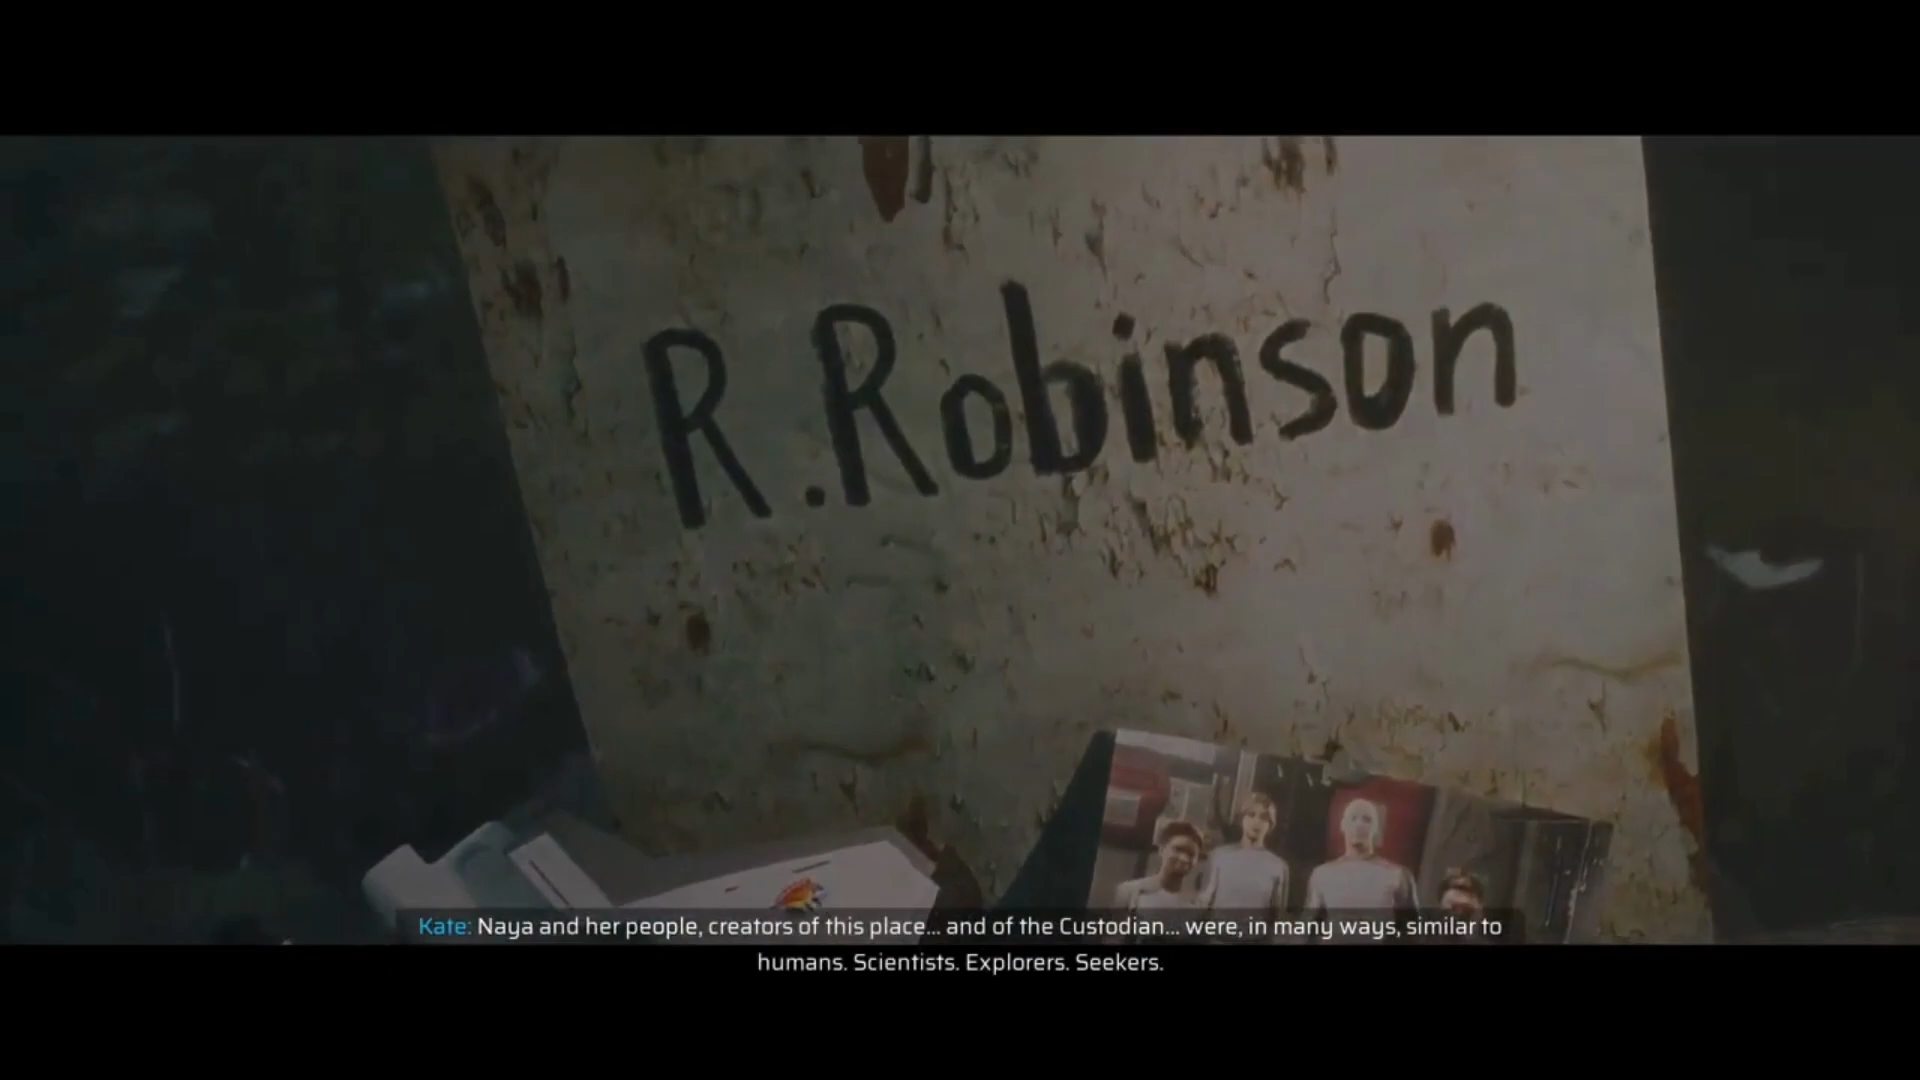 R.Robinson
Kate: Naya and her people, creators of this place... and of the Custodian... were, in many ways, similar to
humans. Scientists. Explorers. Seekers.